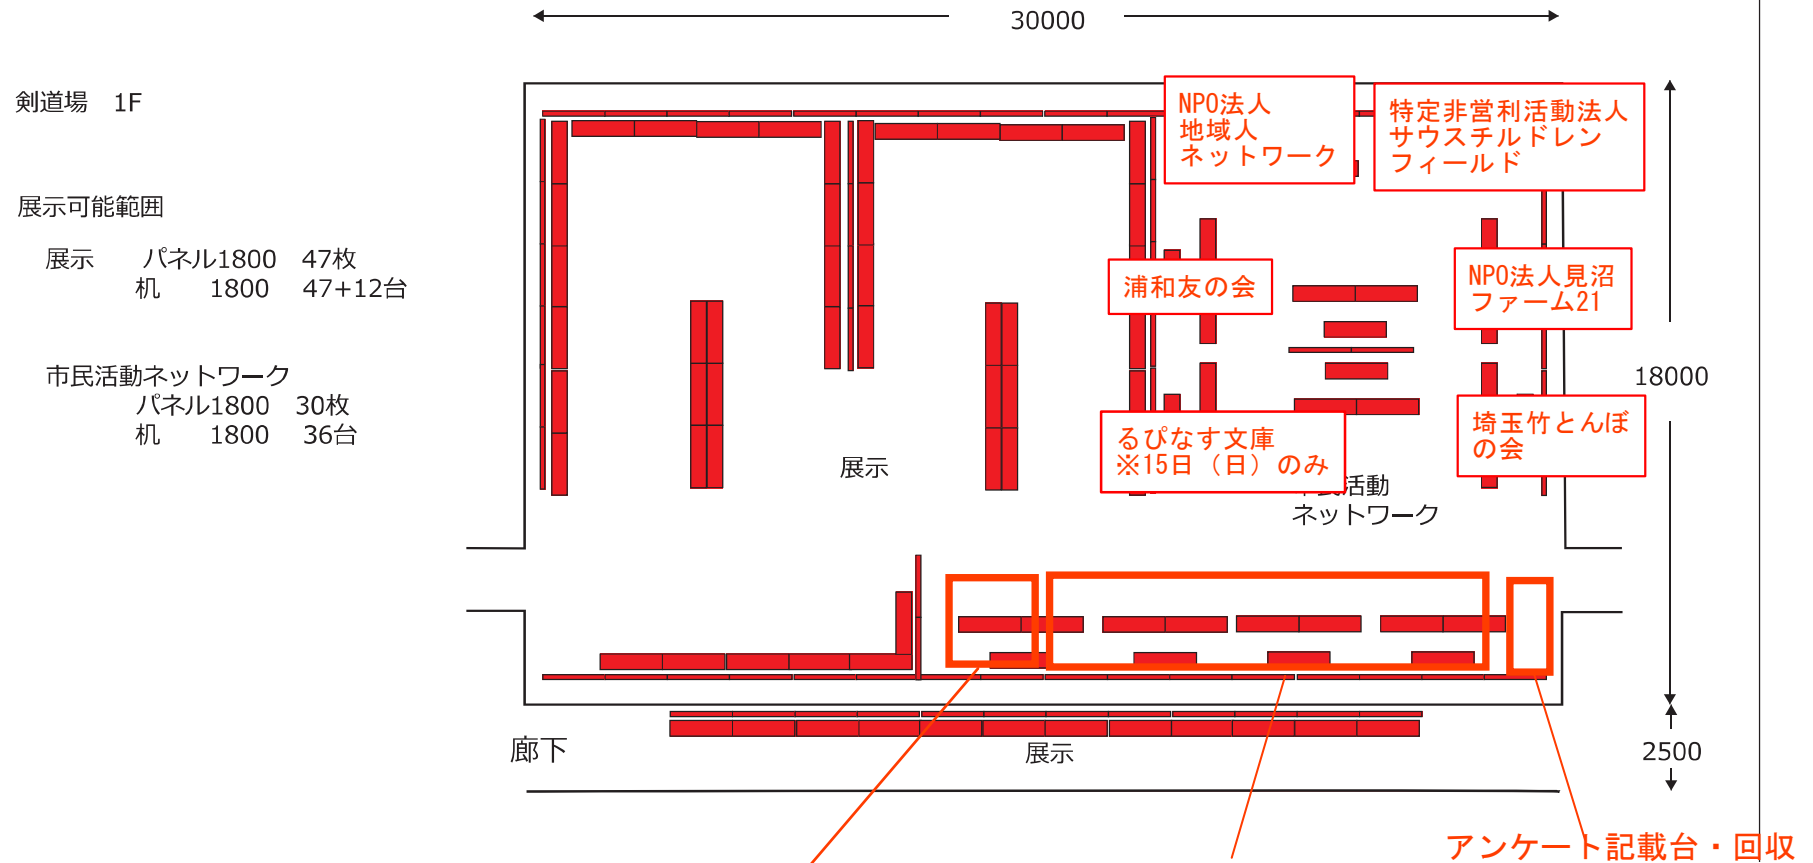 30000
剣道場　1F
NPO法人
地域人
ネットワーク
特定非営利活動法人
サウスチルドレン
フィールド
展示可能範囲
展示　　パネル1800　47枚
机　　1800　47+12台
浦和友の会
NPO法人見沼
ファーム21
市民活動ネットワーク
パネル1800　30枚
机　　1800　36台
18000
るぴなす文庫
※15日（日）のみ
埼玉竹とんぼ
の会
展示
民活動
ネットワーク
廊下
展示
2500
アンケート記載台・回収